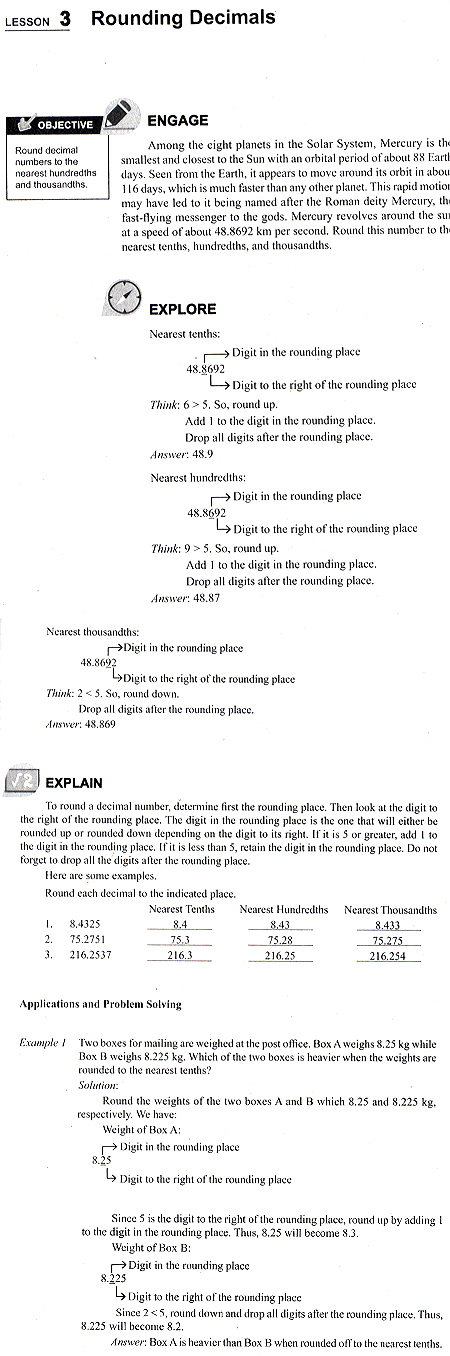 LESSON 3 Rounding Decimals
OBJECTIVE
Round decimal
numbers to the
nearest hundredths
and thousandths.
ENGAGE
Among the eight planets in the Solar System, Mercury is the
smallest and closest to the Sun with an orbital period of about 88 Earth
days. Seen from the Earth, it appears to move around its orbit in abou
116 days, which is much faster than any other planet. This rapid motion
may have led to it being named after the Roman deity Mercury, the
fast-flying messenger to the gods. Mercury revolves around the sun
at a speed of about 48.8692 km per second. Round this number to the
nearest tenths, hundredths, and thousandths.
EXPLORE
Nearest tenths:
Digit in the rounding place
48.8692
Digit to the right of the rounding place
Think: 6 > 5. So, round up.
Add 1 to the digit in the rounding place.
Drop all digits after the rounding place.
Answer: 48.9
Nearest hundredths:
Digit in the rounding place
48.8692
Digit to the right of the rounding place
Think: 9 > 5. So, round up.
Add 1 to the digit in the rounding place.
Drop all digits after the rounding place.
Answer: 48.87
Nearest thousandths:
Digit in the rounding place
48.8692
Digit to the right of the rounding place
Think: 2 < 5. So, round down.
Drop all digits after the rounding place.
Answer: 48.869
√2 EXPLAIN
To round a decimal number, determine first the rounding place. Then look at the digit to
the right of the rounding place. The digit in the rounding place is the one that will either be
rounded up or rounded down depending on the digit to its right. If it is 5 or greater, add 1 to
the digit in the rounding place. If it is less than 5, retain the digit in the rounding place. Do not
forget to drop all the digits after the rounding place.
Here are some examples.
Round each decimal to the indicated place.
Nearest Tenths Nearest Hundredths Nearest Thousandths
1. 8.4325 8.4 8.43 8.433
2. 75.2751 75.3 75.28 75.275
3. 216.2537 216.3 216.25 216.254
Applications and Problem Solving
Example 1 Two boxes for mailing are weighed at the post office. Box A weighs 8.25 kg while
Box B weighs 8.225 kg. Which of the two boxes is heavier when the weights are
rounded to the nearest tenths?
Solution:
Round the weights of the two boxes A and B which 8.25 and 8.225 kg,
respectively. We have:
Weight of Box A:
Digit in the rounding place
8.25
Digit to the right of the rounding place
Since 5 is the digit to the right of the rounding place, round up by adding 1
to the digit in the rounding place. Thus, 8.25 will become 8.3.
Weight of Box B:
Digit in the rounding place
8.225
Digit to the right of the rounding place
Since 2 < 5, round down and drop all digits after the rounding place. Thus,
8.225 will become 8.2.
Answer: Box A is heavier than Box B when rounded off to the nearest tenths.